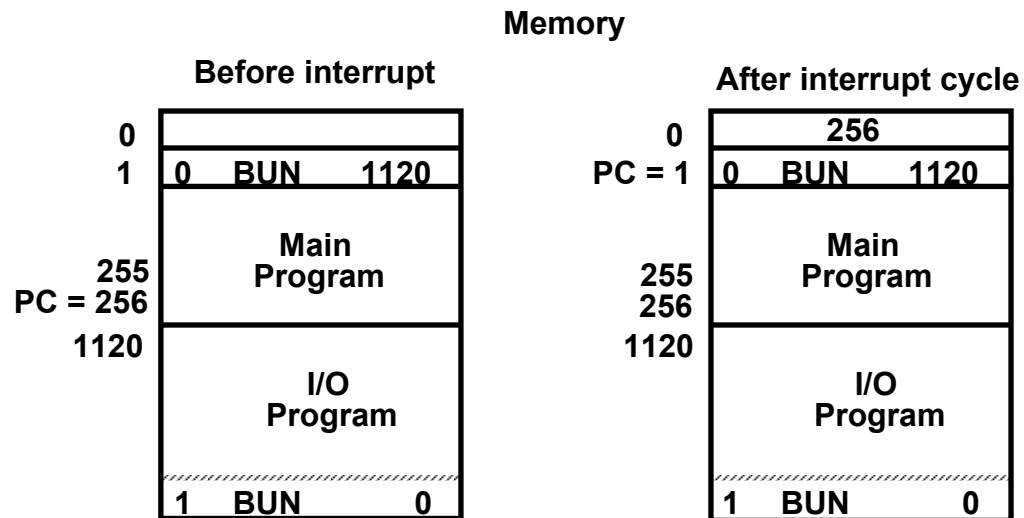 Memory
Before interrupt
0
1
0 BUN 1120
Main
Program
255
PC = 256
1120
I/O
Program
1 BUN 0
After interrupt cycle
0
256
PC = 1
0 BUN 1120
Main
Program
255
256
1120
I/O
Program
1 BUN 0